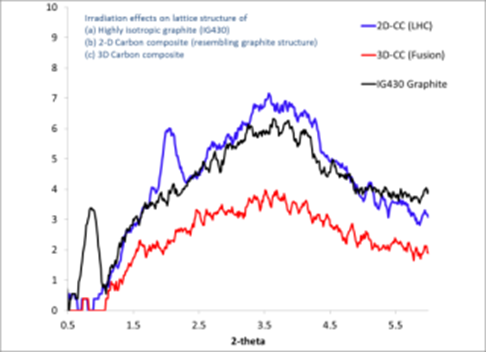 Irradiation effects on lattice structure of
(a) Highly Isotropic graphite (IG430)
(b) 2-D Carbon composite (resembling graphite structure)
(c) 3D Carbon composite
2D-CC (LHC)
3D-CC (Fusion)
IG430 Graphite
10
9
8
7
6
5
4
3
2
1
0
0.5 1.5 2.5 3.5 4.5 5.5
2-theta